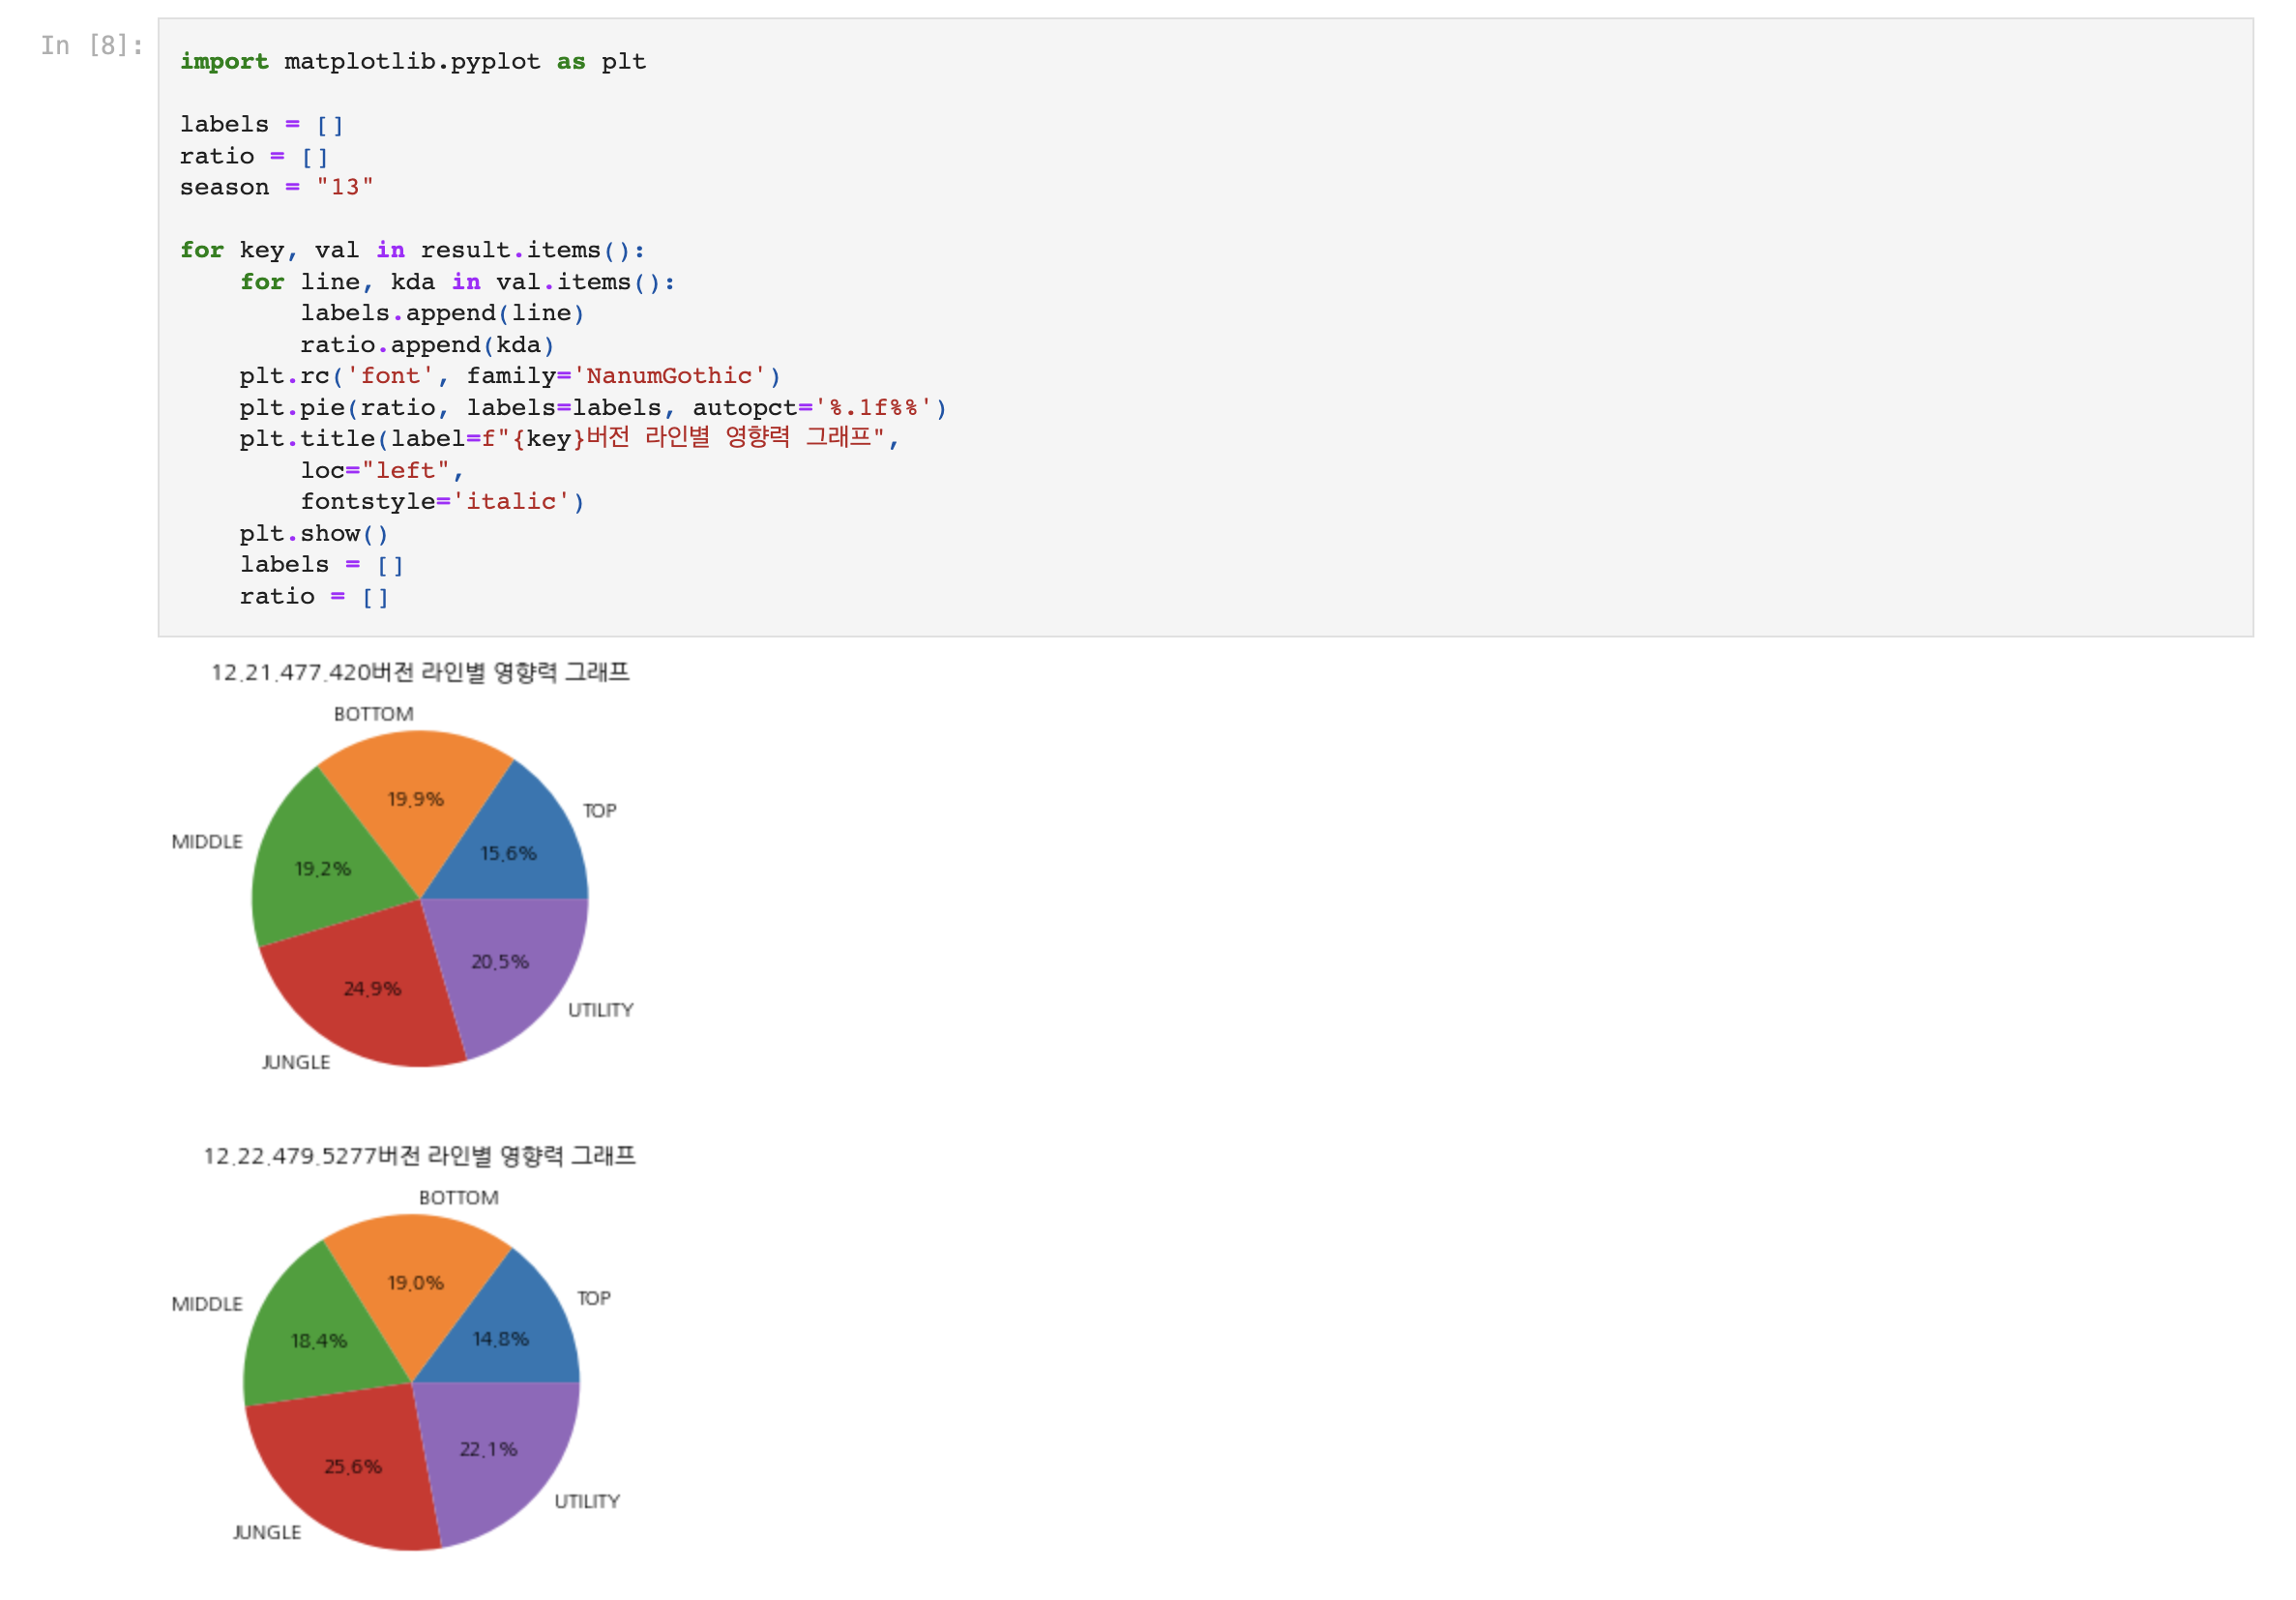 In [8]:
import matplotlib.pyplot as plt
labels = []
ratio = []
season = "13"
for key, val in result.items():
    for line, kda in val.items():
        labels.append(line)
        ratio.append(kda)
    plt.rc('font', family='NanumGothic')
    plt.pie(ratio, labels=labels, autopct='%.1f%%')
    plt.title(label=f"{key}버전 라인별 영향력 그래프",
        loc="left",
        fontstyle='italic')
    plt.show()
    labels = []
    ratio = []
12.21.477.420버전 라인별 영향력 그래프
BOTTOM
19.9%
TOP
MIDDLE
15.6%
19.2%
20.5%
24.9%
UTILITY
JUNGLE
12.22.479.5277버전 라인별 영향력 그래프
BOTTOM
19.0%
TOP
MIDDLE
14.8%
18.4%
22.1%
25.6%
UTILITY
JUNGLE